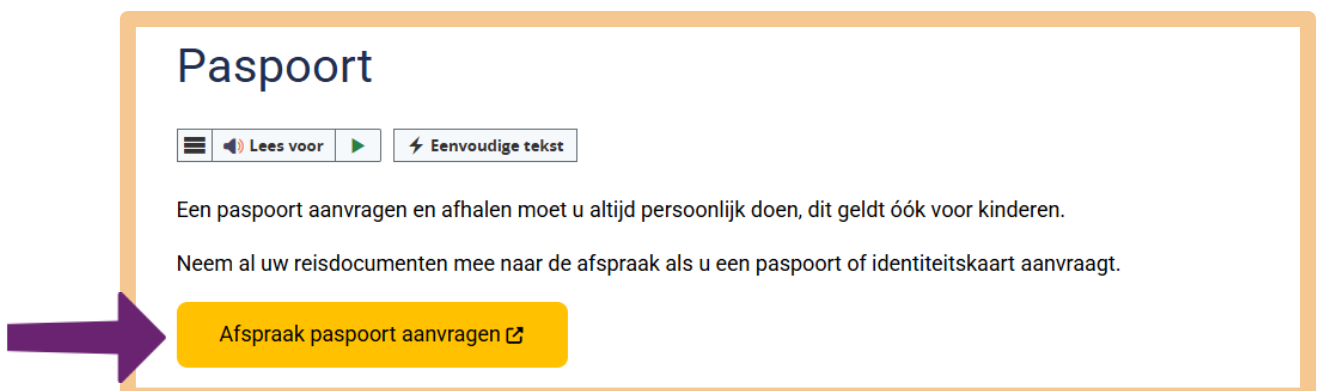 Paspoort
Lees voor
Eenvoudige tekst
Een paspoort aanvragen en afhalen moet u altijd persoonlijk doen, dit geldt óók voor kinderen.
Neem al uw reisdocumenten mee naar de afspraak als u een paspoort of identiteitskaart aanvraagt.
Afspraak paspoort aanvragen